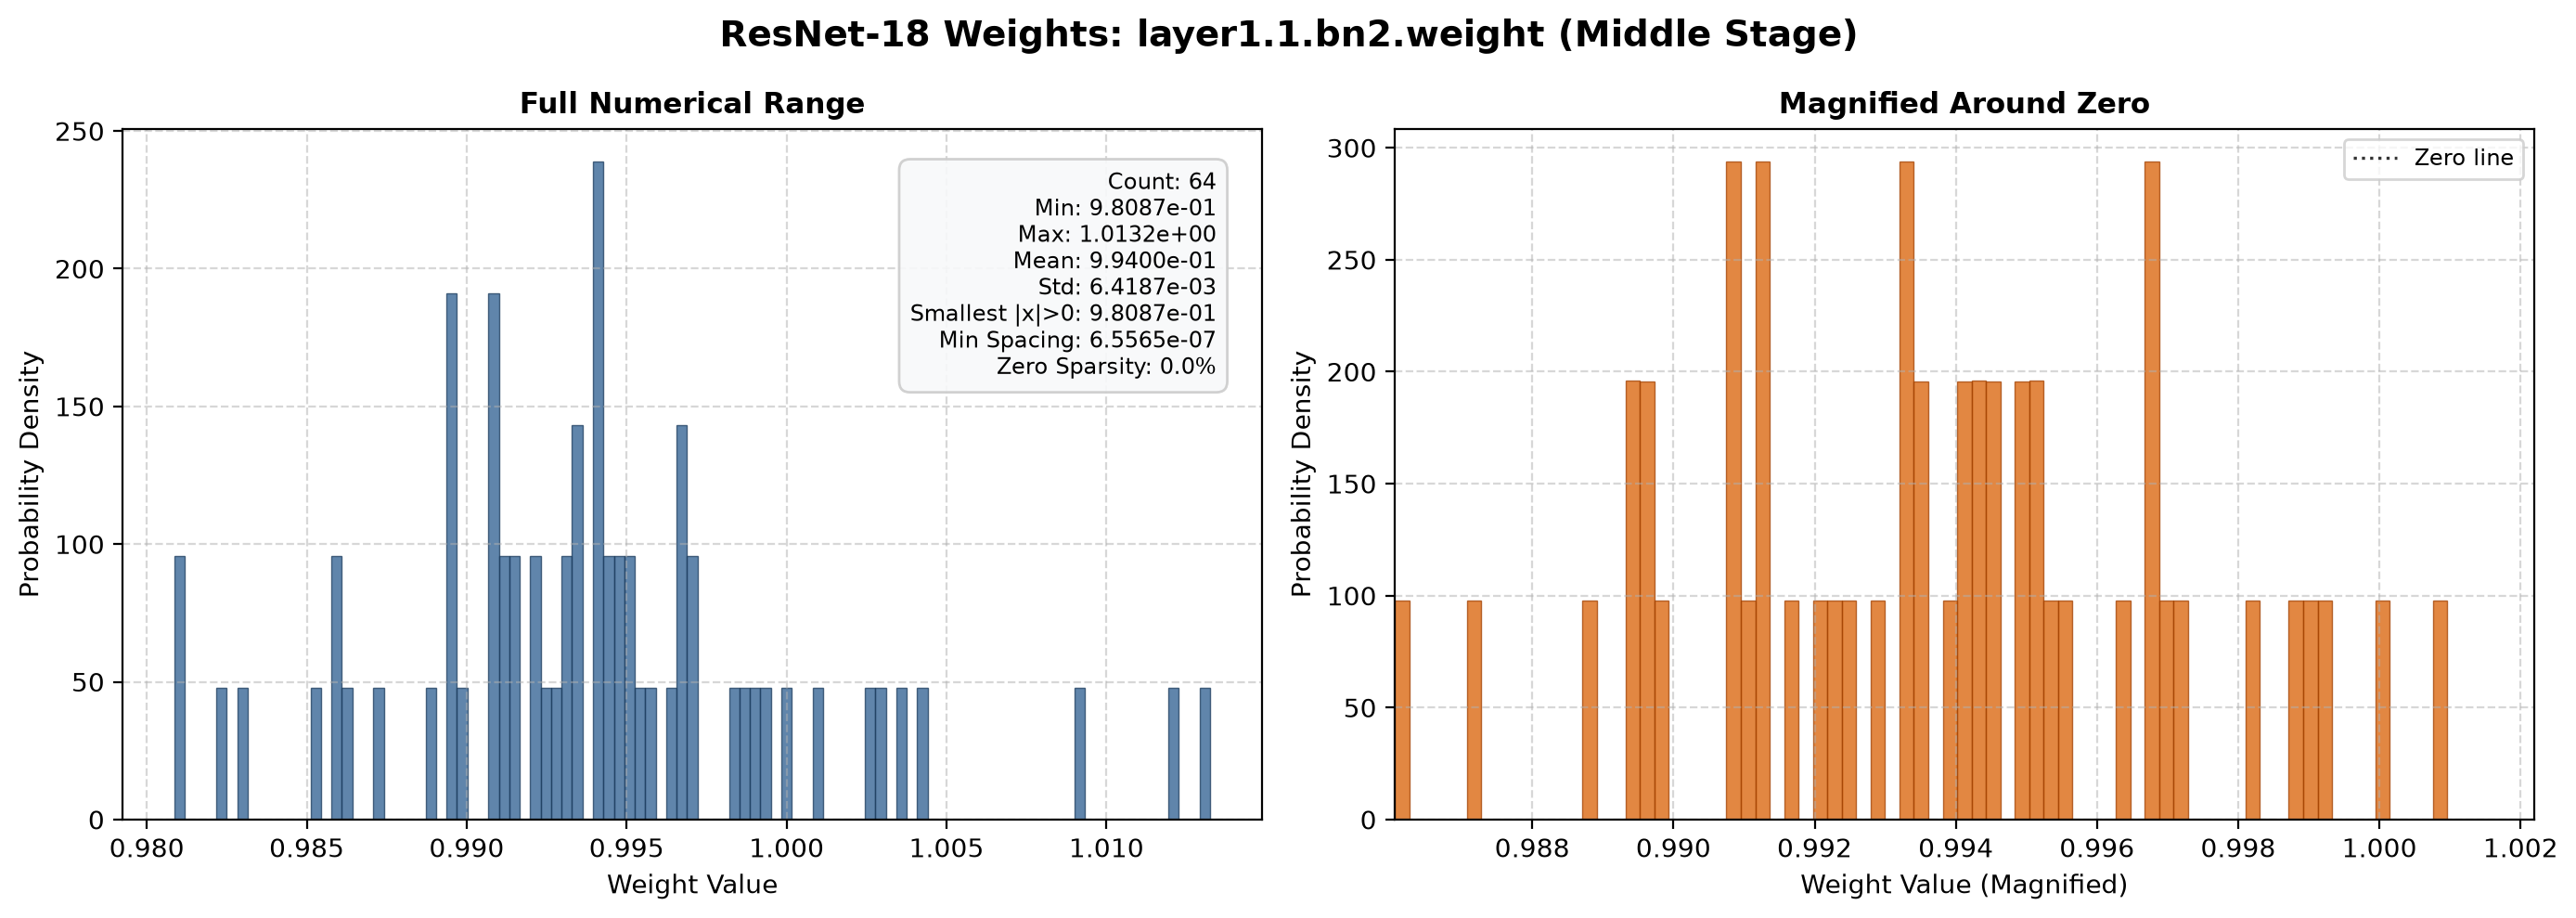 ResNet-18 Weights: layer1.1.bn2.weight (Middle Stage)
Full Numerical Range
250
200
150
100
50
0
Probability Density
Count: 64
Min: 9.8087e-01
Max: 1.0132e+00
Mean: 9.9400e-01
Std: 6.4187e-03
Smallest |x|>0: 9.8087e-01
Min Spacing: 6.5565e-07
Zero Sparsity: 0.0%
0.980 0.985 0.990 0.995 1.000 1.005 1.010
Weight Value
Magnified Around Zero
300
250
200
150
100
50
0
Probability Density
Zero line
0.988 0.990 0.992 0.994 0.996 0.998 1.000 1.002
Weight Value (Magnified)